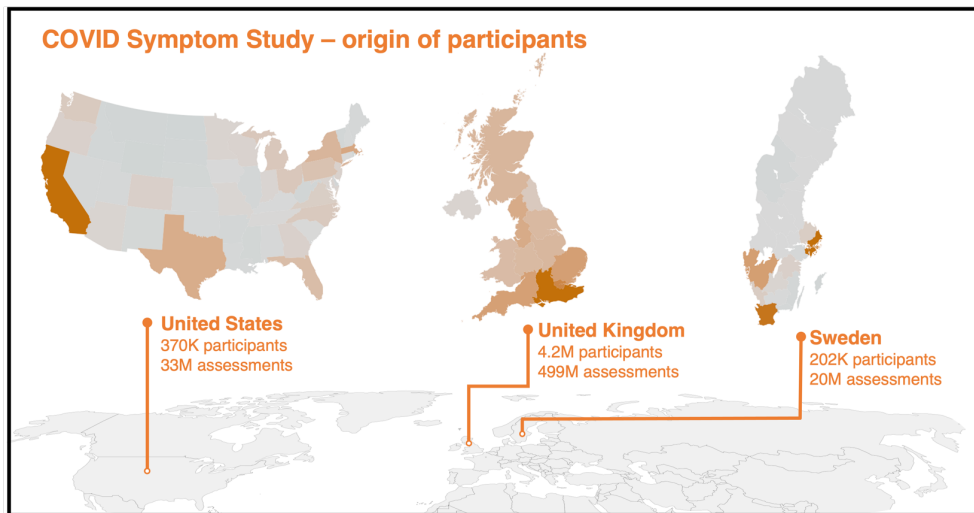 COVID Symptom Study – origin of participants
United States
370K participants
33M assessments
United Kingdom
4.2M participants
499M assessments
Sweden
202K participants
20M assessments